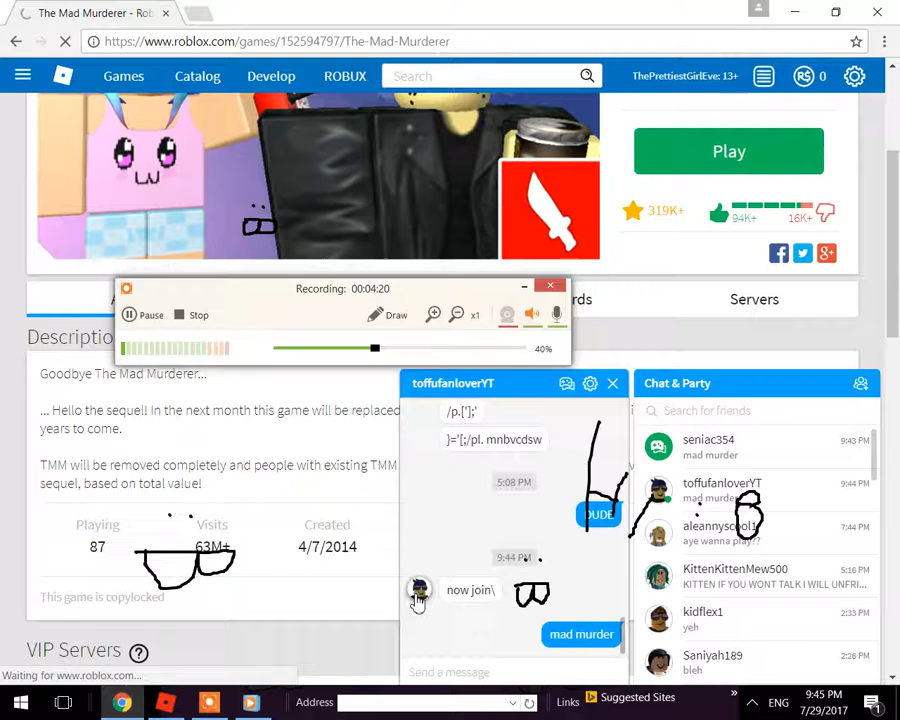 The Mad Murderer - Rob
https://www.roblox.com/games/152594797/The-Mad-Murderer
Games Catalog Develop ROBUX Search ThePrettiestGirlEve: 13+ R$ 0
Play
319K+ 94K+ 16K+
Recording: 00:04:20
Pause Stop Draw x1
40%
Servers
Description
Goodbye The Mad Murderer...
... Hello the sequel! In the next month this game will be replaced
years to come.
TMM will be removed completely and people with existing TMM
sequel, based on total value!
Playing Visits Created
87 63M+ 4/7/2014
This game is copylocked
VIP Servers ?
toffufanloverYT
/p.['];'
}='[;/pl. mnbvcdsw
5:08 PM
DUDE
9:44 PM
now join\
mad murder
Send a message
Chat & Party
Search for friends
seniac354 9:43 PM
mad murder
toffufanloverYT 9:44 PM
mad murder
aleannyscool1 7:44 PM
aye wanna play??
KittenKittenMew500 5:09 PM
KITTEN IF YOU WONT TALK I WILL UNFRI...
kidflex1 2:33 PM
yeh
Saniyah189 2:26 PM
bleh
Waiting for www.roblox.com...
Address Links Suggested Sites » ENG 9:45 PM
7/29/2017